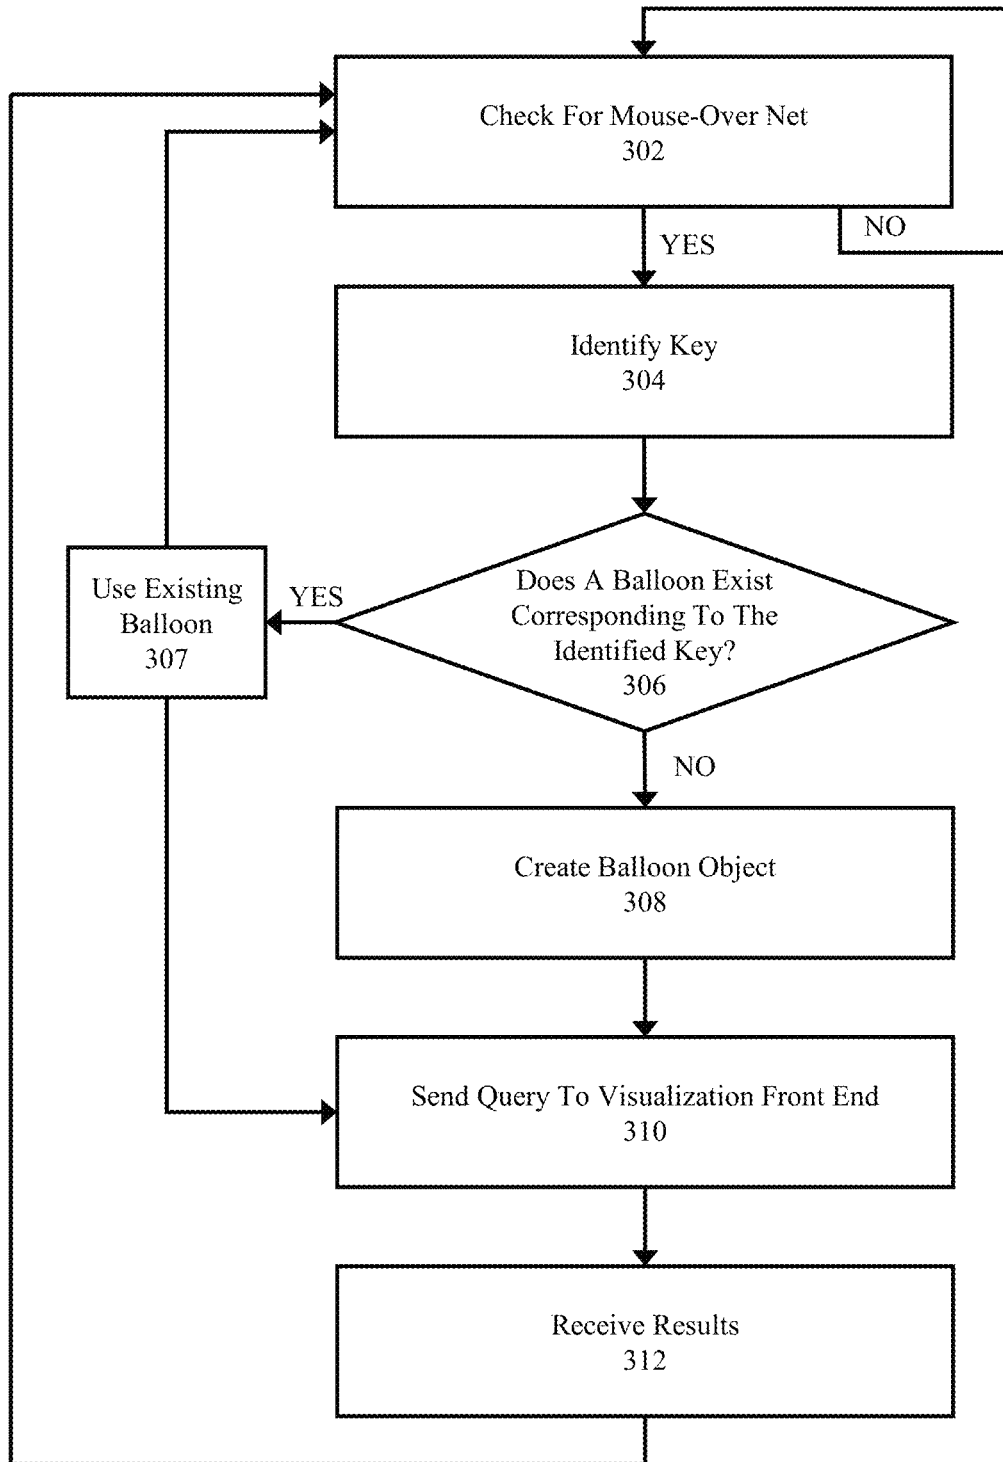 Check For Mouse-Over Net
302
NO
YES
Identify Key
304
Does A Balloon Exist
Corresponding To The
Identified Key?
306
YES
Use Existing
Balloon
307
NO
Create Balloon Object
308
Send Query To Visualization Front End
310
Receive Results
312